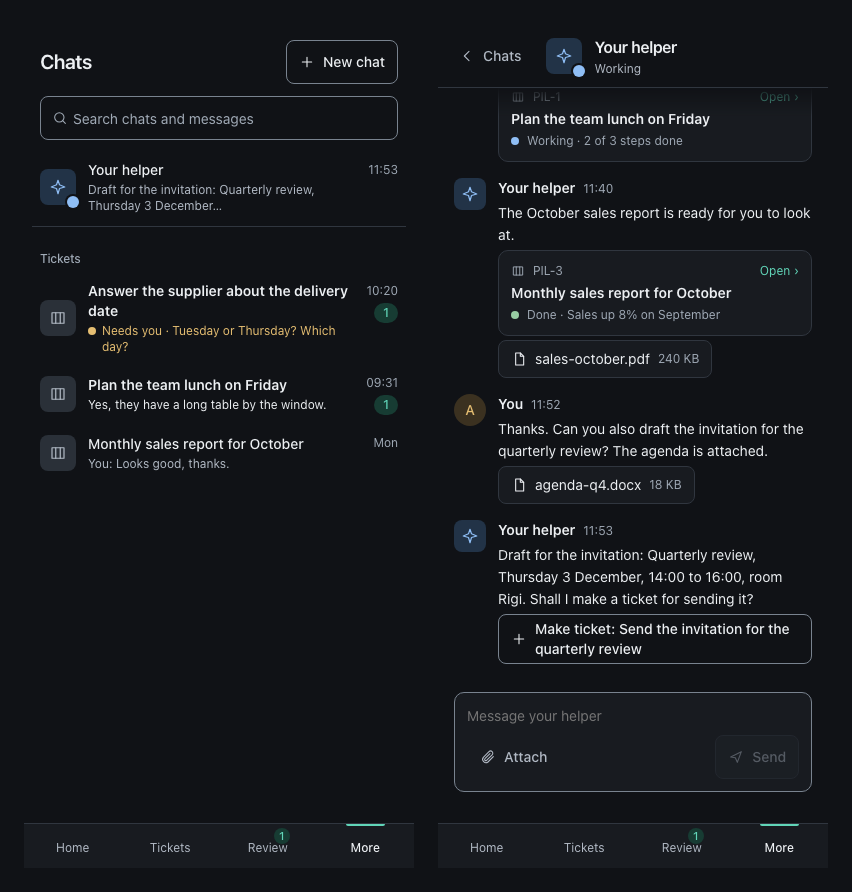 Chats
New chat
Search chats and messages
Your helper
11:53
Draft for the invitation: Quarterly review,
Thursday 3 December…
Tickets
Answer the supplier about the delivery
date
10:20
1
Needs you · Tuesday or Thursday? Which
day?
Plan the team lunch on Friday
09:31
Yes, they have a long table by the window.
1
Monthly sales report for October
Mon
You: Looks good, thanks.
Home
Tickets
Review
1
More
Chats
Your helper
Working
PIL-1
Open ›
Plan the team lunch on Friday
Working · 2 of 3 steps done
Your helper 11:40
The October sales report is ready for you to look
at.
PIL-3
Open ›
Monthly sales report for October
Done · Sales up 8% on September
sales-october.pdf 240 KB
A
You 11:52
Thanks. Can you also draft the invitation for the
quarterly review? The agenda is attached.
agenda-q4.docx 18 KB
Your helper 11:53
Draft for the invitation: Quarterly review,
Thursday 3 December, 14:00 to 16:00, room
Rigi. Shall I make a ticket for sending it?
Make ticket: Send the invitation for the
quarterly review
Message your helper
Attach
Send
Home
Tickets
Review
1
More